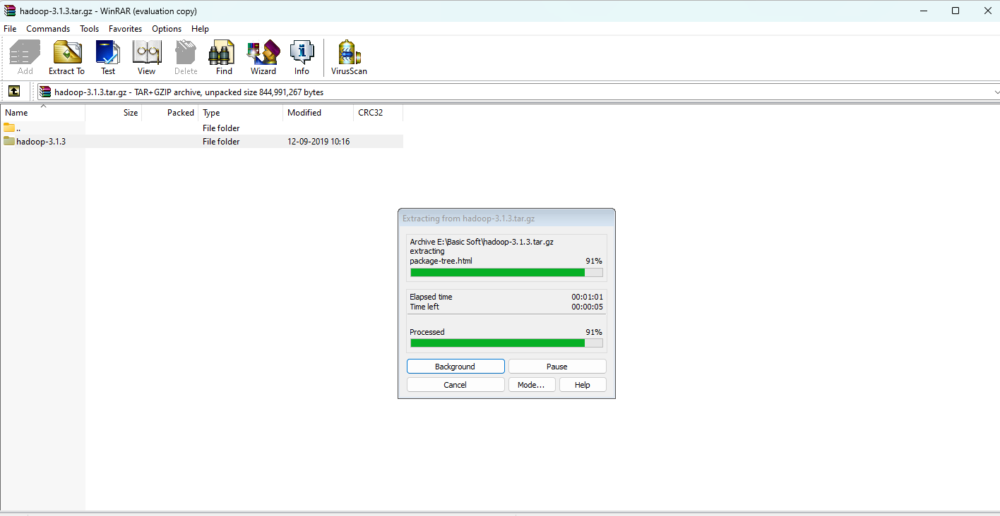 hadoop-3.1.3.tar.gz - WinRAR (evaluation copy)
File Commands Tools Favorites Options Help
Add Extract To Test View Delete Find Wizard Info VirusScan
hadoop-3.1.3.tar.gz - TAR+GZIP archive, unpacked size 844,991,267 bytes
Name Size Packed Type Modified CRC32
.. File folder
hadoop-3.1.3 File folder 12-09-2019 10:16
Extracting from hadoop-3.1.3.tar.gz
Archive E:\Basic Soft\hadoop-3.1.3.tar.gz
extracting
package-tree.html 91%
Elapsed time 00:01:01
Time left 00:00:05
Processed 91%
Background Pause
Cancel Mode... Help